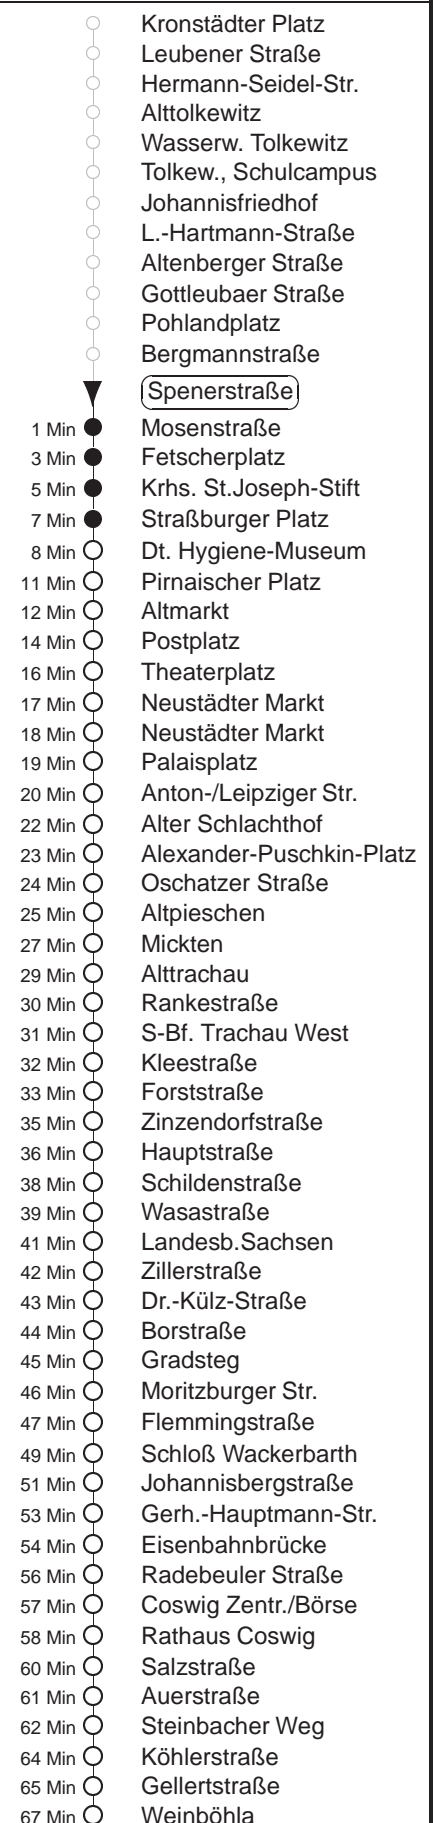 Kronstädter Platz
Leubener Straße
Hermann-Seidel-Str.
Alttolkewitz
Wasserw. Tolkewitz
Tolkew., Schulcampus
Johannisfriedhof
L.-Hartmann-Straße
Altenberger Straße
Gottleubaer Straße
Pohlandplatz
Bergmannstraße
Spenerstraße
1 Min Mosenstraße
3 Min Fetscherplatz
5 Min Krhs. St.Joseph-Stift
7 Min Straßburger Platz
8 Min Dt. Hygiene-Museum
11 Min Pirnaischer Platz
12 Min Altmarkt
14 Min Postplatz
16 Min Theaterplatz
17 Min Neustädter Markt
18 Min Neustädter Markt
19 Min Palaisplatz
20 Min Anton-/Leipziger Str.
22 Min Alter Schlachthof
23 Min Alexander-Puschkin-Platz
24 Min Oschatzer Straße
25 Min Altpieschen
27 Min Mickten
29 Min Alttrachau
30 Min Rankestraße
31 Min S-Bf. Trachau West
32 Min Kleestraße
33 Min Forststraße
35 Min Zinzendorfstraße
36 Min Hauptstraße
38 Min Schildenstraße
39 Min Wasastraße
41 Min Landesb.Sachsen
42 Min Zillerstraße
43 Min Dr.-Külz-Straße
44 Min Borstraße
45 Min Gradsteg
46 Min Moritzburger Str.
47 Min Flemmingstraße
49 Min Schloß Wackerbarth
51 Min Johannisbergstraße
53 Min Gerh.-Hauptmann-Str.
54 Min Eisenbahnbrücke
56 Min Radebeuler Straße
57 Min Coswig Zentr./Börse
58 Min Rathaus Coswig
60 Min Salzstraße
61 Min Auerstraße
62 Min Steinbacher Weg
64 Min Köhlerstraße
65 Min Gellertstraße
67 Min Weinböhla